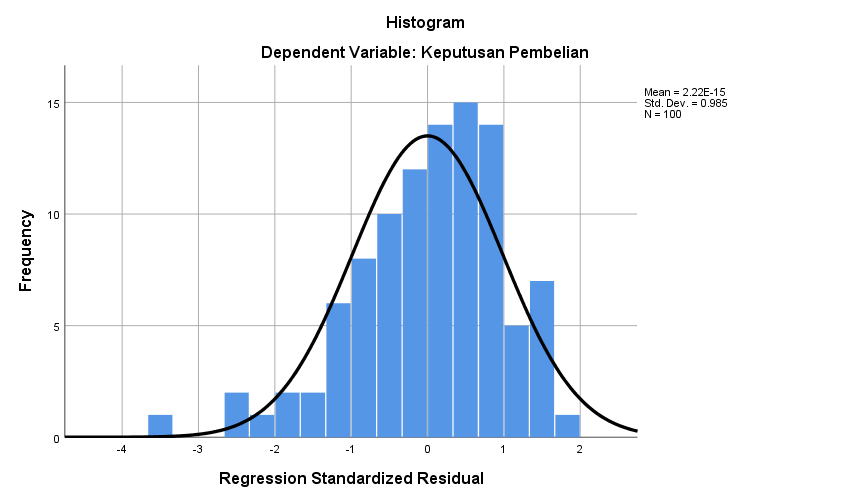 Histogram
Dependent Variable: Keputusan Pembelian
Mean = 2.22E-15
Std. Dev. = 0.985
N = 100
Frequency
15
10
5
0
-4 -3 -2 -1 0 1 2
Regression Standardized Residual